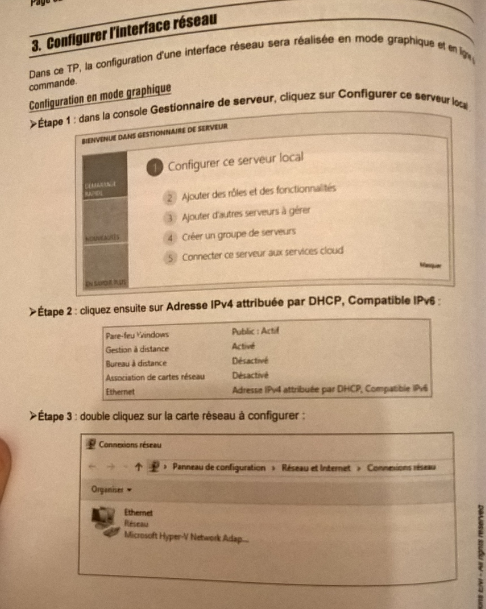 Page
3. Configurer l'interface réseau
Dans ce TP, la configuration d'une interface réseau sera réalisée en mode graphique et en ligne
commande.
Configuration en mode graphique
➢Étape 1 : dans la console Gestionnaire de serveur, cliquez sur Configurer ce serveur local
BIENVENUE DANS GESTIONNAIRE DE SERVEUR
1 Configurer ce serveur local
DÉMARRAGE
RAPIDE
2 Ajouter des rôles et des fonctionnalités
3 Ajouter d'autres serveurs à gérer
NOUVEAUTÉS
4 Créer un groupe de serveurs
5 Connecter ce serveur aux services cloud
Masquer
EN SAVOIR PLUS
➢Étape 2 : cliquez ensuite sur Adresse IPv4 attribuée par DHCP, Compatible IPv6 :
Pare-feu Windows Public : Actif
Gestion à distance Activé
Bureau à distance Désactivé
Association de cartes réseau Désactivé
Ethernet Adresse IPv4 attribuée par DHCP, Compatible IPv6
➢Étape 3 : double cliquez sur la carte réseau à configurer :
Connexions réseau
Panneau de configuration > Réseau et Internet > Connexions réseau
Organiser
Ethernet
Réseau
Microsoft Hyper-V Network Adap...
All rights reserved